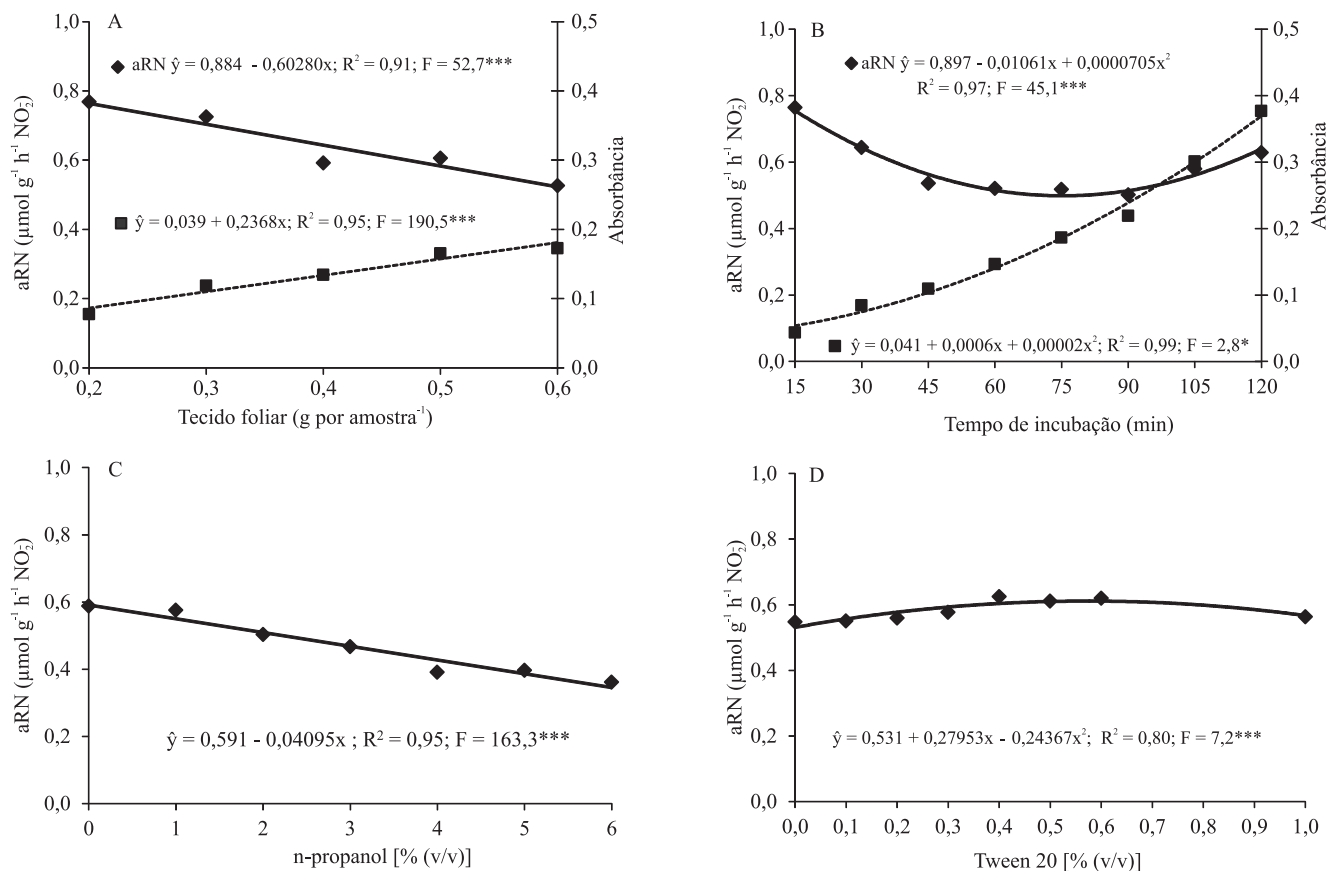 A
aRN ŷ = 0,884 - 0,60280x; R² = 0,91; F = 52,7***
ŷ = 0,039 + 0,2368x; R² = 0,95; F = 190,5***
aRN (µmol g⁻¹ h⁻¹ NO₂⁻)
1,0
0,8
0,6
0,4
0,2
0,0
0,5
0,4
0,3
0,2
0,1
0,0
Absorbância
0,2 0,3 0,4 0,5 0,6
Tecido foliar (g por amostra⁻¹)
B
aRN ŷ = 0,897 - 0,01061x + 0,0000705x²
R² = 0,97; F = 45,1***
ŷ = 0,041 + 0,0006x + 0,00002x²; R² = 0,99; F = 2,8*
aRN (µmol g⁻¹ h⁻¹ NO₂⁻)
1,0
0,8
0,6
0,4
0,2
0,0
0,5
0,4
0,3
0,2
0,1
0,0
Absorbância
15 30 45 60 75 90 105 120
Tempo de incubação (min)
C
ŷ = 0,591 - 0,04095x ; R² = 0,95; F = 163,3***
aRN (µmol g⁻¹ h⁻¹ NO₂⁻)
1,0
0,8
0,6
0,4
0,2
0,0
0 1 2 3 4 5 6
n-propanol [% (v/v)]
D
ŷ = 0,531 + 0,27953x - 0,24367x²; R² = 0,80; F = 7,2***
aRN (µmol g⁻¹ h⁻¹ NO₂⁻)
1,0
0,8
0,6
0,4
0,2
0,0
0,0 0,1 0,2 0,3 0,4 0,5 0,6 0,7 0,8 0,9 1,0
Tween 20 [% (v/v)]